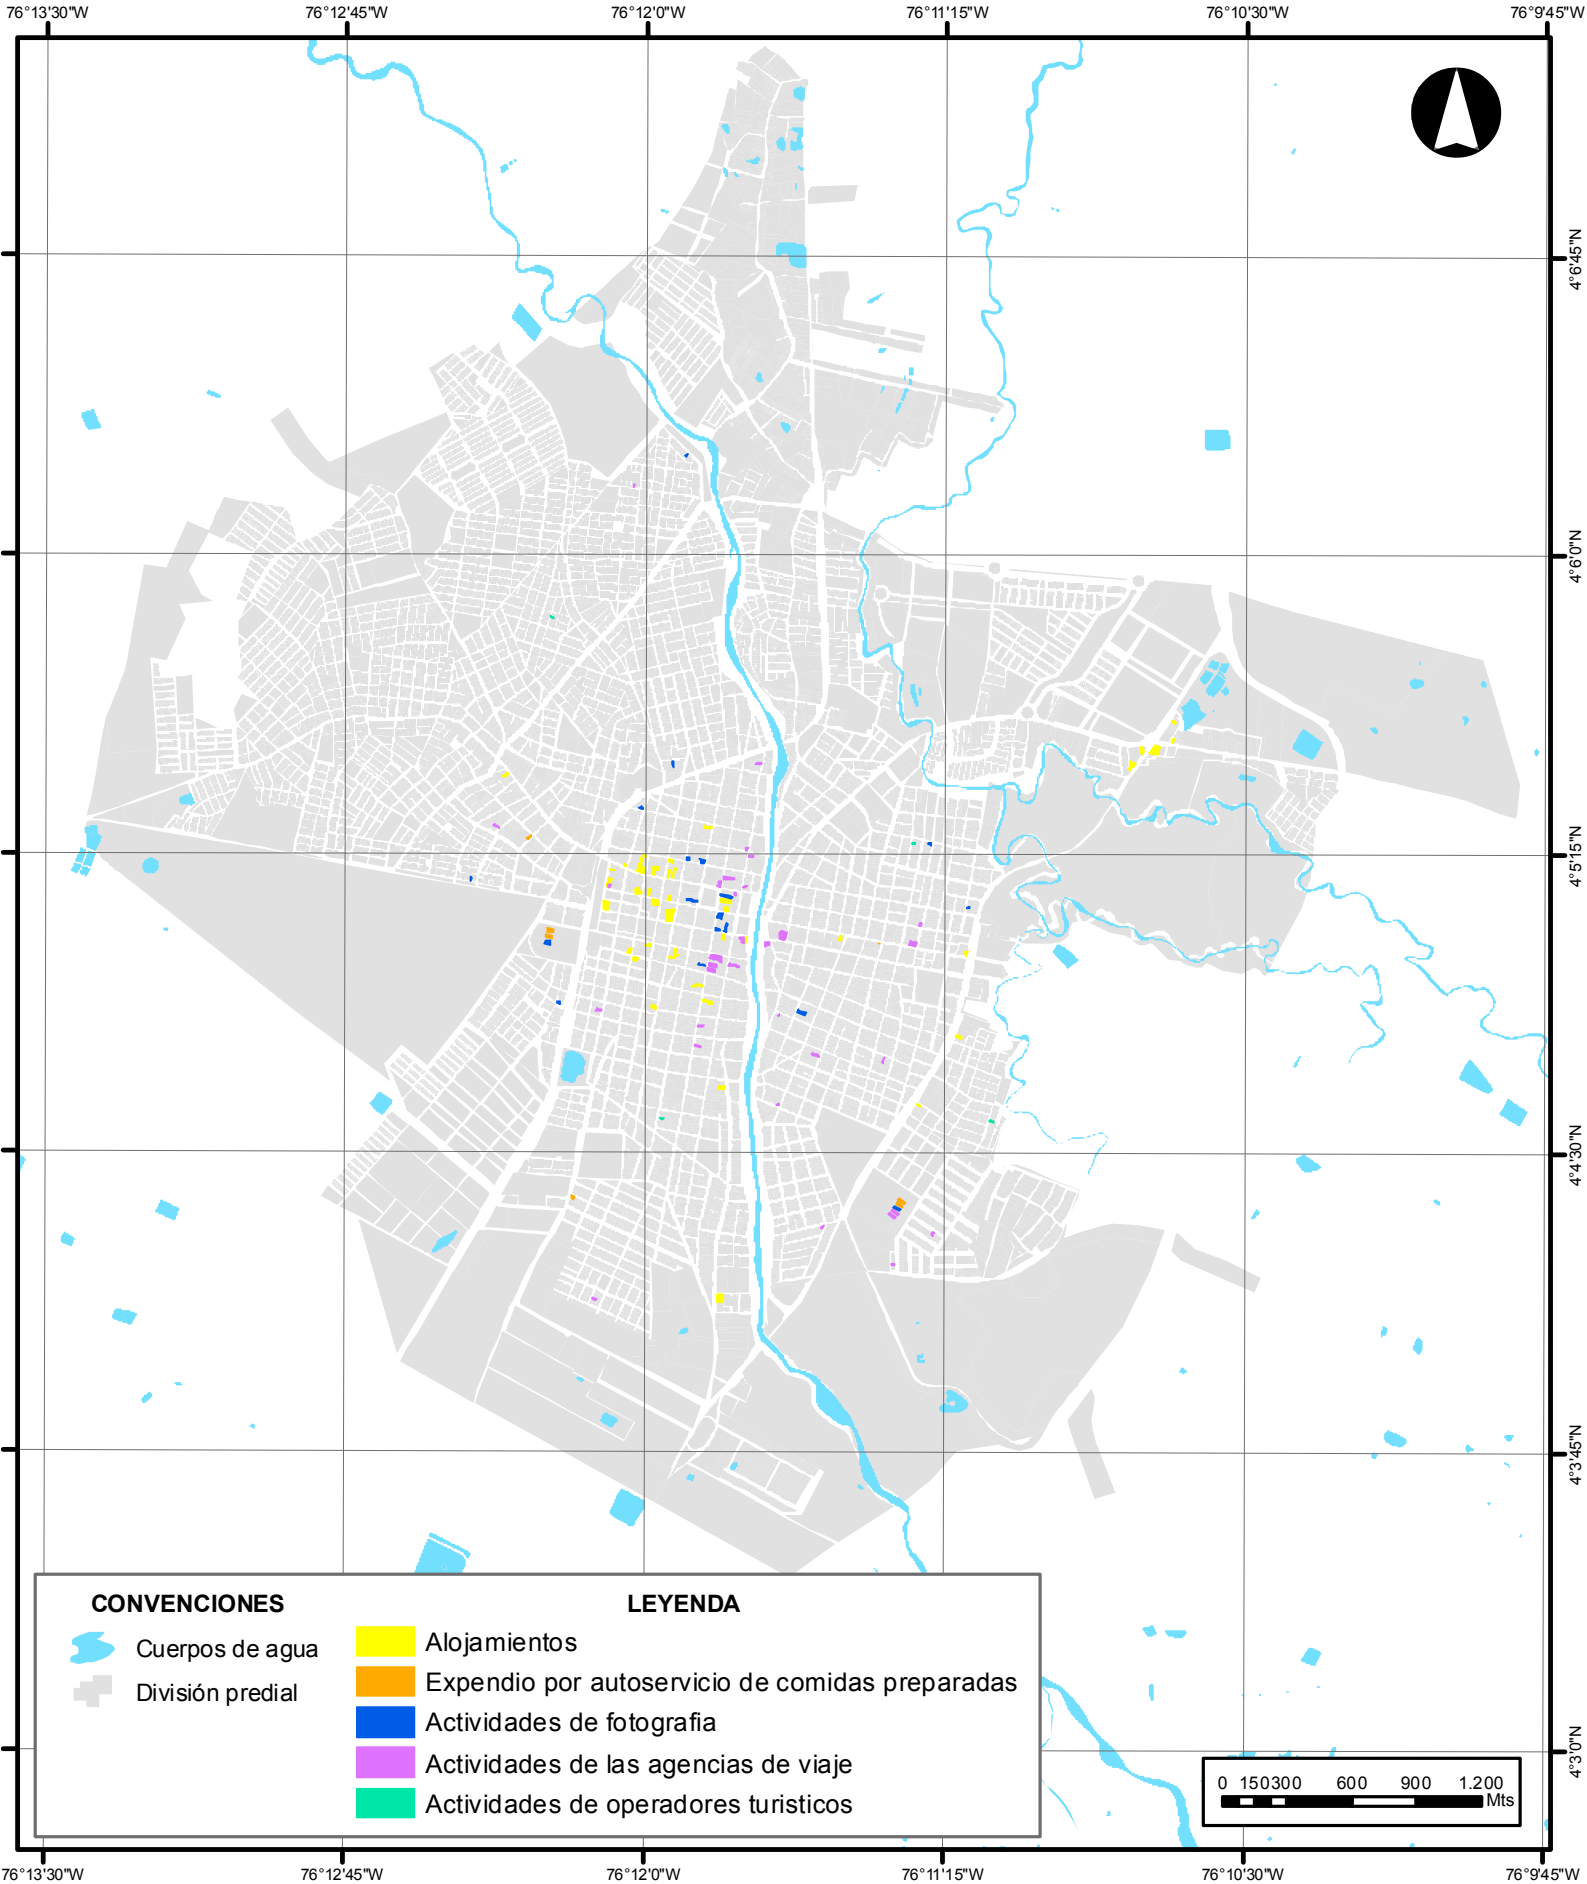 76°13'30"W 76°12'45"W 76°12'0"W 76°11'15"W 76°10'30"W 76°9'45"W
4°6'45"N
4°6'0"N
4°5'15"N
4°4'30"N
4°3'45"N
4°3'0"N
CONVENCIONES
Cuerpos de agua
División predial
LEYENDA
Alojamientos
Expendio por autoservicio de comidas preparadas
Actividades de fotografia
Actividades de las agencias de viaje
Actividades de operadores turisticos
0 150 300 600 900 1.200
Mts
76°13'30"W 76°12'45"W 76°12'0"W 76°11'15"W 76°10'30"W 76°9'45"W